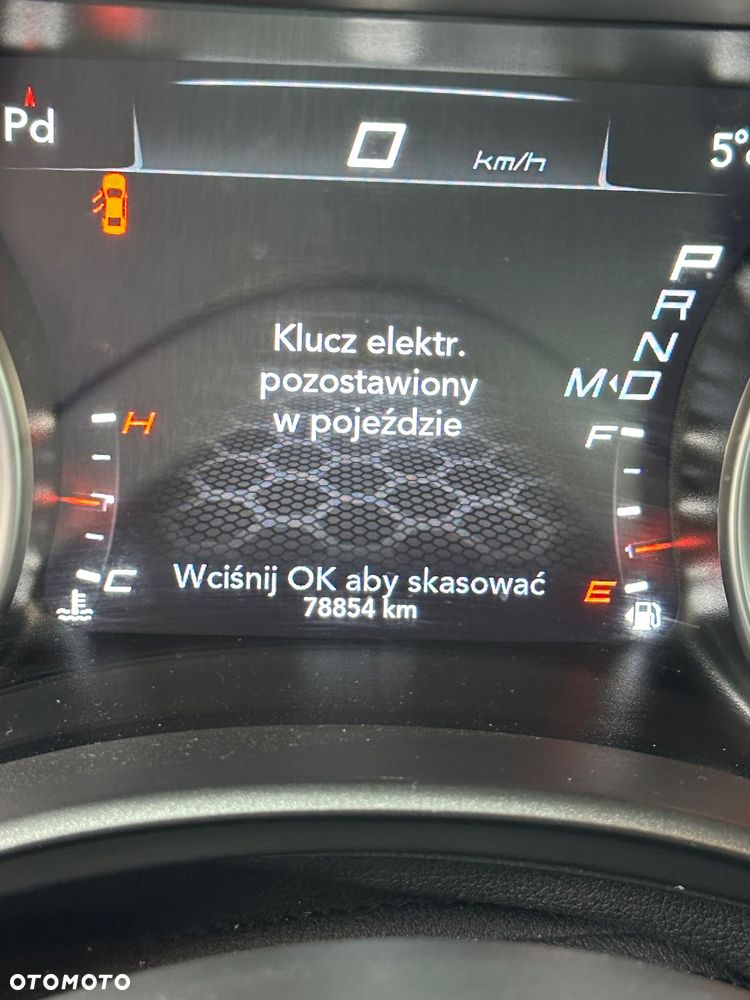 Pd
0 km/h
5°
P
R
N
M D
Klucz elektr.
pozostawiony
w pojeździe
H
F
C
E
Wciśnij OK aby skasować
78854 km
OTOMOTO